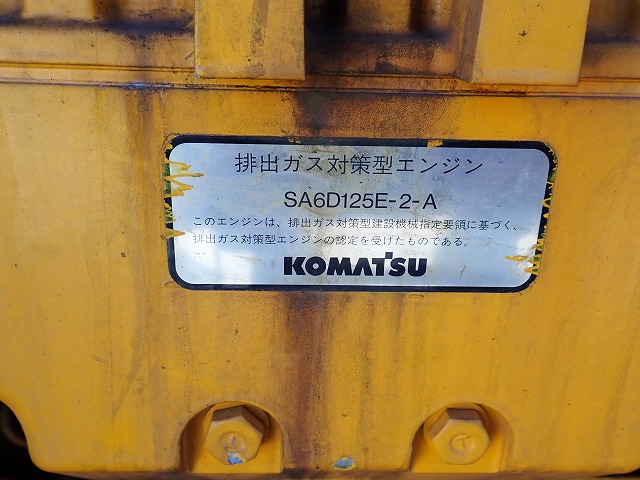 排出ガス対策型エンジン
SA6D125E-2-A
このエンジンは、排出ガス対策型建設機械指定要領に基づく、
排出ガス対策型エンジンの認定を受けたものである。
KOMATSU